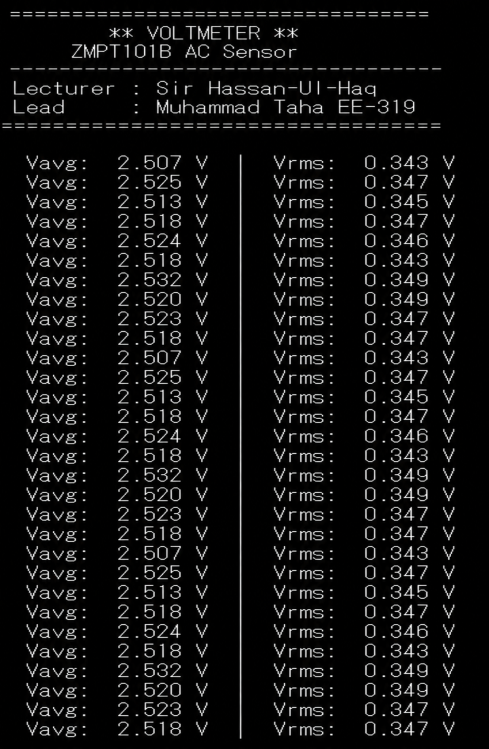 ===================================
** VOLTMETER **
ZMPT101B AC Sensor
-----------------------------------
Lecturer : Sir Hassan-Ul-Haq
Lead : Muhammad Taha EE-319
===================================
Vavg: 2.507 V | Vrms: 0.343 V
Vavg: 2.525 V | Vrms: 0.347 V
Vavg: 2.513 V | Vrms: 0.345 V
Vavg: 2.518 V | Vrms: 0.347 V
Vavg: 2.524 V | Vrms: 0.346 V
Vavg: 2.518 V | Vrms: 0.343 V
Vavg: 2.532 V | Vrms: 0.349 V
Vavg: 2.520 V | Vrms: 0.349 V
Vavg: 2.523 V | Vrms: 0.347 V
Vavg: 2.518 V | Vrms: 0.347 V
Vavg: 2.507 V | Vrms: 0.343 V
Vavg: 2.525 V | Vrms: 0.347 V
Vavg: 2.513 V | Vrms: 0.345 V
Vavg: 2.518 V | Vrms: 0.347 V
Vavg: 2.524 V | Vrms: 0.346 V
Vavg: 2.518 V | Vrms: 0.343 V
Vavg: 2.532 V | Vrms: 0.349 V
Vavg: 2.520 V | Vrms: 0.349 V
Vavg: 2.523 V | Vrms: 0.347 V
Vavg: 2.518 V | Vrms: 0.347 V
Vavg: 2.507 V | Vrms: 0.343 V
Vavg: 2.525 V | Vrms: 0.347 V
Vavg: 2.513 V | Vrms: 0.345 V
Vavg: 2.518 V | Vrms: 0.347 V
Vavg: 2.524 V | Vrms: 0.346 V
Vavg: 2.518 V | Vrms: 0.343 V
Vavg: 2.532 V | Vrms: 0.349 V
Vavg: 2.520 V | Vrms: 0.349 V
Vavg: 2.523 V | Vrms: 0.347 V
Vavg: 2.518 V | Vrms: 0.347 V